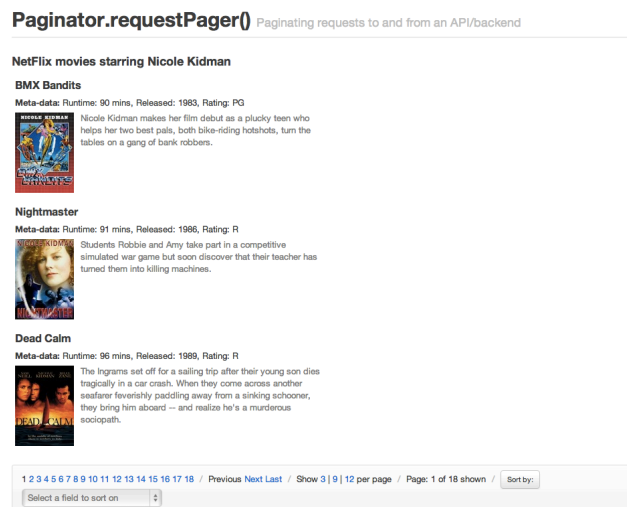 Paginator.requestPager() Paginating requests to and from an API/backend
NetFlix movies starring Nicole Kidman
BMX Bandits
Meta-data: Runtime: 90 mins, Released: 1983, Rating: PG
NICOLE KIDMAN
BMX
BANDITS
Nicole Kidman makes her film debut as a plucky teen who
helps her two best pals, both bike-riding hotshots, turn the
tables on a gang of bank robbers.
Nightmaster
Meta-data: Runtime: 91 mins, Released: 1986, Rating: R
NICOLE KIDMAN
NIGHTMASTER
Students Robbie and Amy take part in a competitive
simulated war game but soon discover that their teacher has
turned them into killing machines.
Dead Calm
Meta-data: Runtime: 96 mins, Released: 1989, Rating: R
DEAD CALM
The Ingrams set off for a sailing trip after their young son dies
tragically in a car crash. When they come across another
seafarer feverishly paddling away from a sinking schooner,
they bring him aboard -- and realize he's a murderous
sociopath.
1 2 3 4 5 6 7 8 9 10 11 12 13 14 15 16 17 18 / Previous Next Last / Show 3 | 9 | 12 per page / Page: 1 of 18 shown / Sort by:
Select a field to sort on